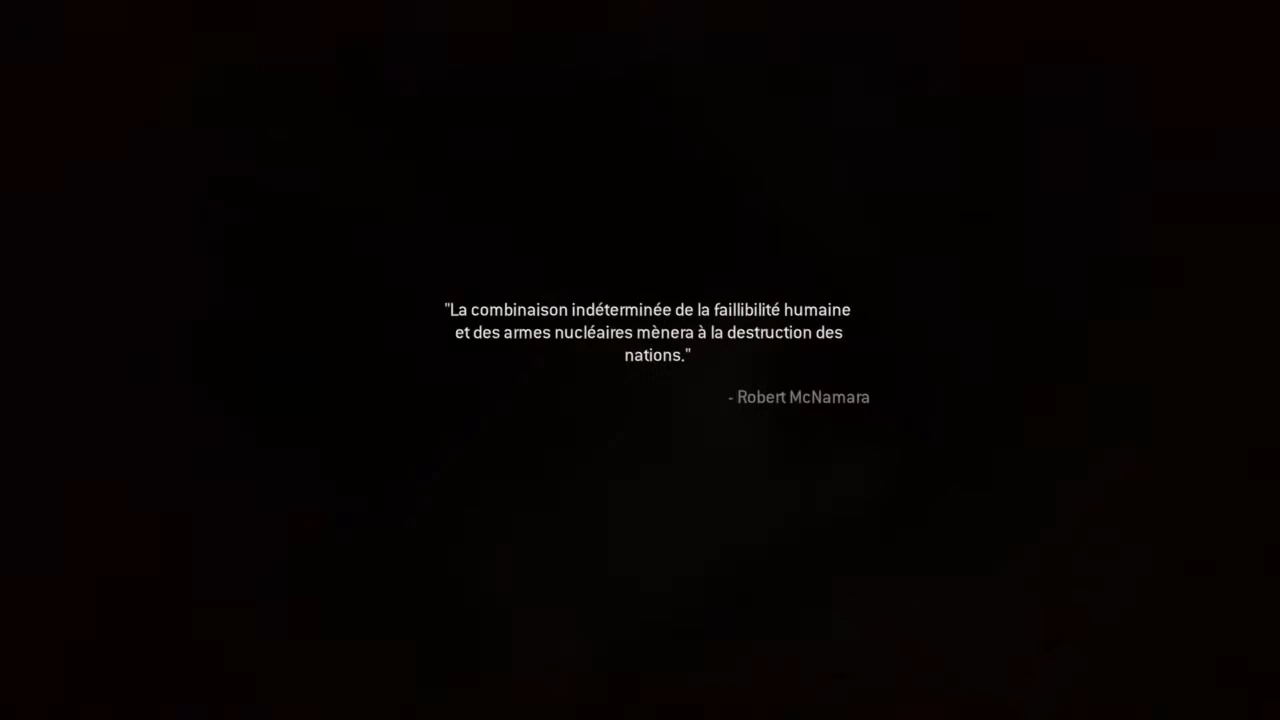 "La combinaison indéterminée de la faillibilité humaine
et des armes nucléaires mènera à la destruction des
nations."
- Robert McNamara